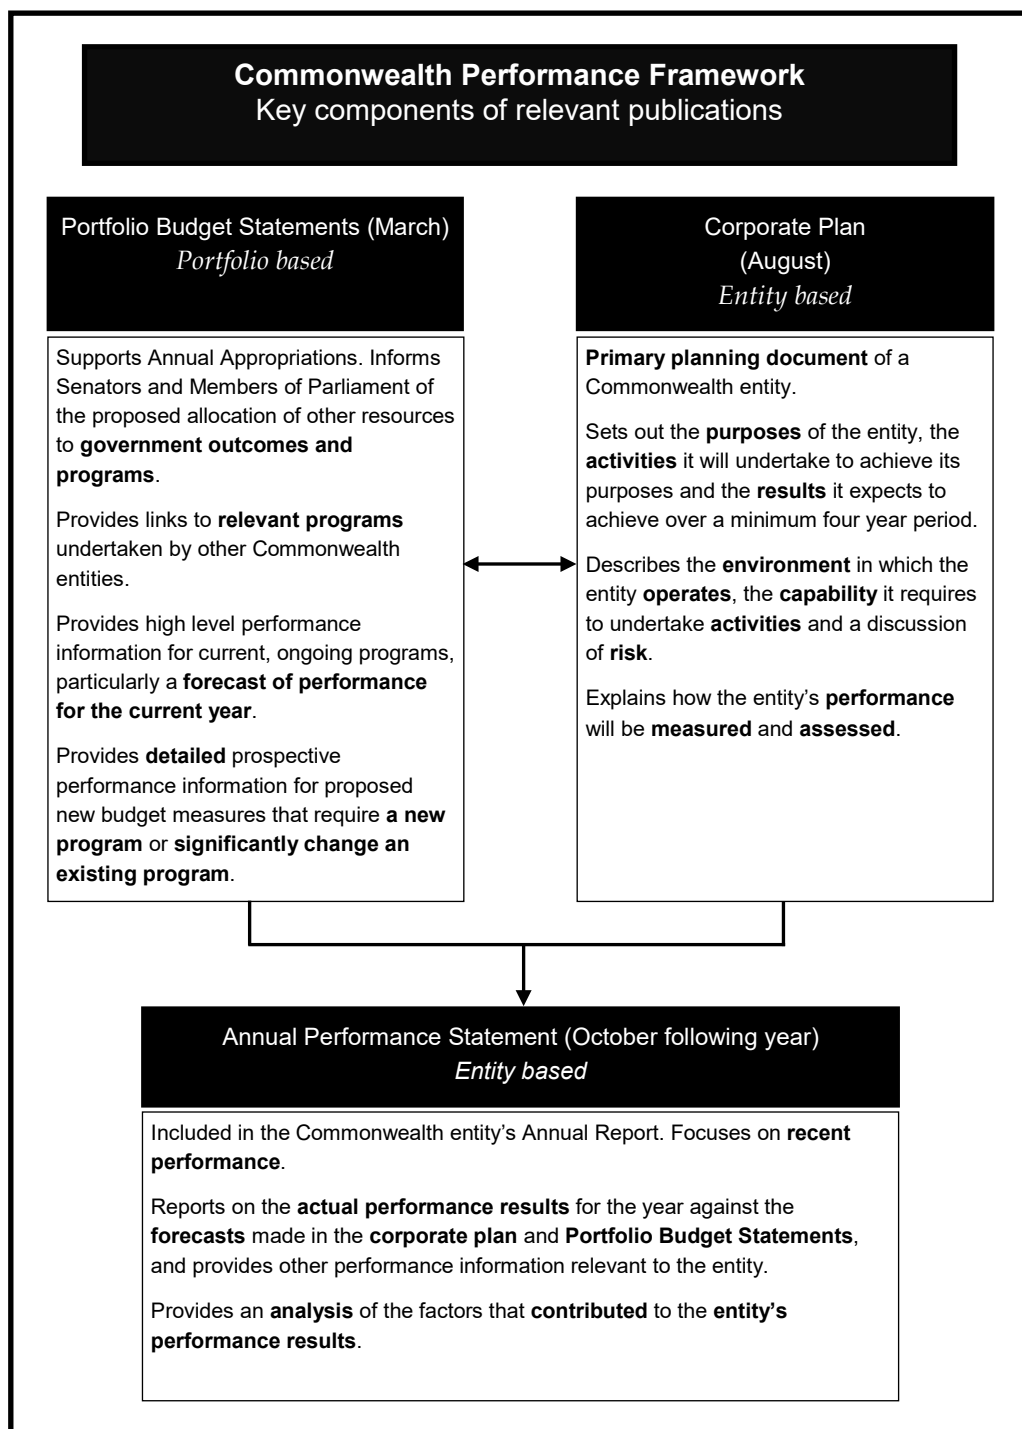 Commonwealth Performance Framework
Key components of relevant publications
Portfolio Budget Statements (March)
Portfolio based
Supports Annual Appropriations. Informs
Senators and Members of Parliament of
the proposed allocation of other resources
to government outcomes and
programs.
Provides links to relevant programs
undertaken by other Commonwealth
entities.
Provides high level performance
information for current, ongoing programs,
particularly a forecast of performance
for the current year.
Provides detailed prospective
performance information for proposed
new budget measures that require a new
program or significantly change an
existing program.
Corporate Plan
(August)
Entity based
Primary planning document of a
Commonwealth entity.
Sets out the purposes of the entity, the
activities it will undertake to achieve its
purposes and the results it expects to
achieve over a minimum four year period.
Describes the environment in which the
entity operates, the capability it requires
to undertake activities and a discussion
of risk.
Explains how the entity’s performance
will be measured and assessed.
Annual Performance Statement (October following year)
Entity based
Included in the Commonwealth entity’s Annual Report. Focuses on recent
performance.
Reports on the actual performance results for the year against the
forecasts made in the corporate plan and Portfolio Budget Statements,
and provides other performance information relevant to the entity.
Provides an analysis of the factors that contributed to the entity’s
performance results.